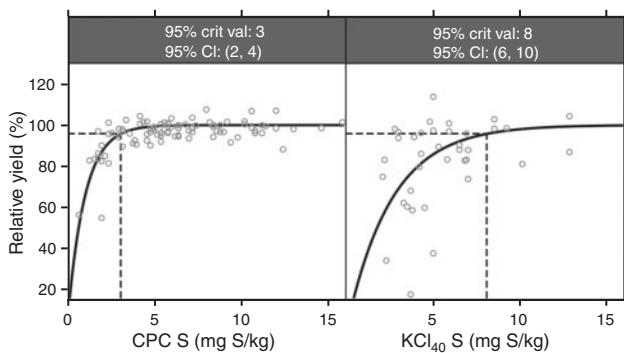 95% crit val: 3
95% CI: (2, 4)
95% crit val: 8
95% CI: (6, 10)
Relative yield (%)
120
100
80
60
40
20
0
5
10
15
5
10
15
CPC S (mg S/kg)
KCl40 S (mg S/kg)